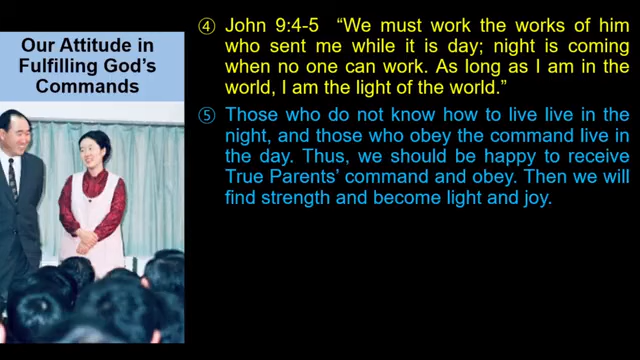 Our Attitude in
Fulfilling God's
Commands
④ John 9:4-5 “We must work the works of him
who sent me while it is day; night is coming
when no one can work. As long as I am in the
world, I am the light of the world.”
⑤ Those who do not know how to live live in the
night, and those who obey the command live in
the day. Thus, we should be happy to receive
True Parents’ command and obey. Then we will
find strength and become light and joy.